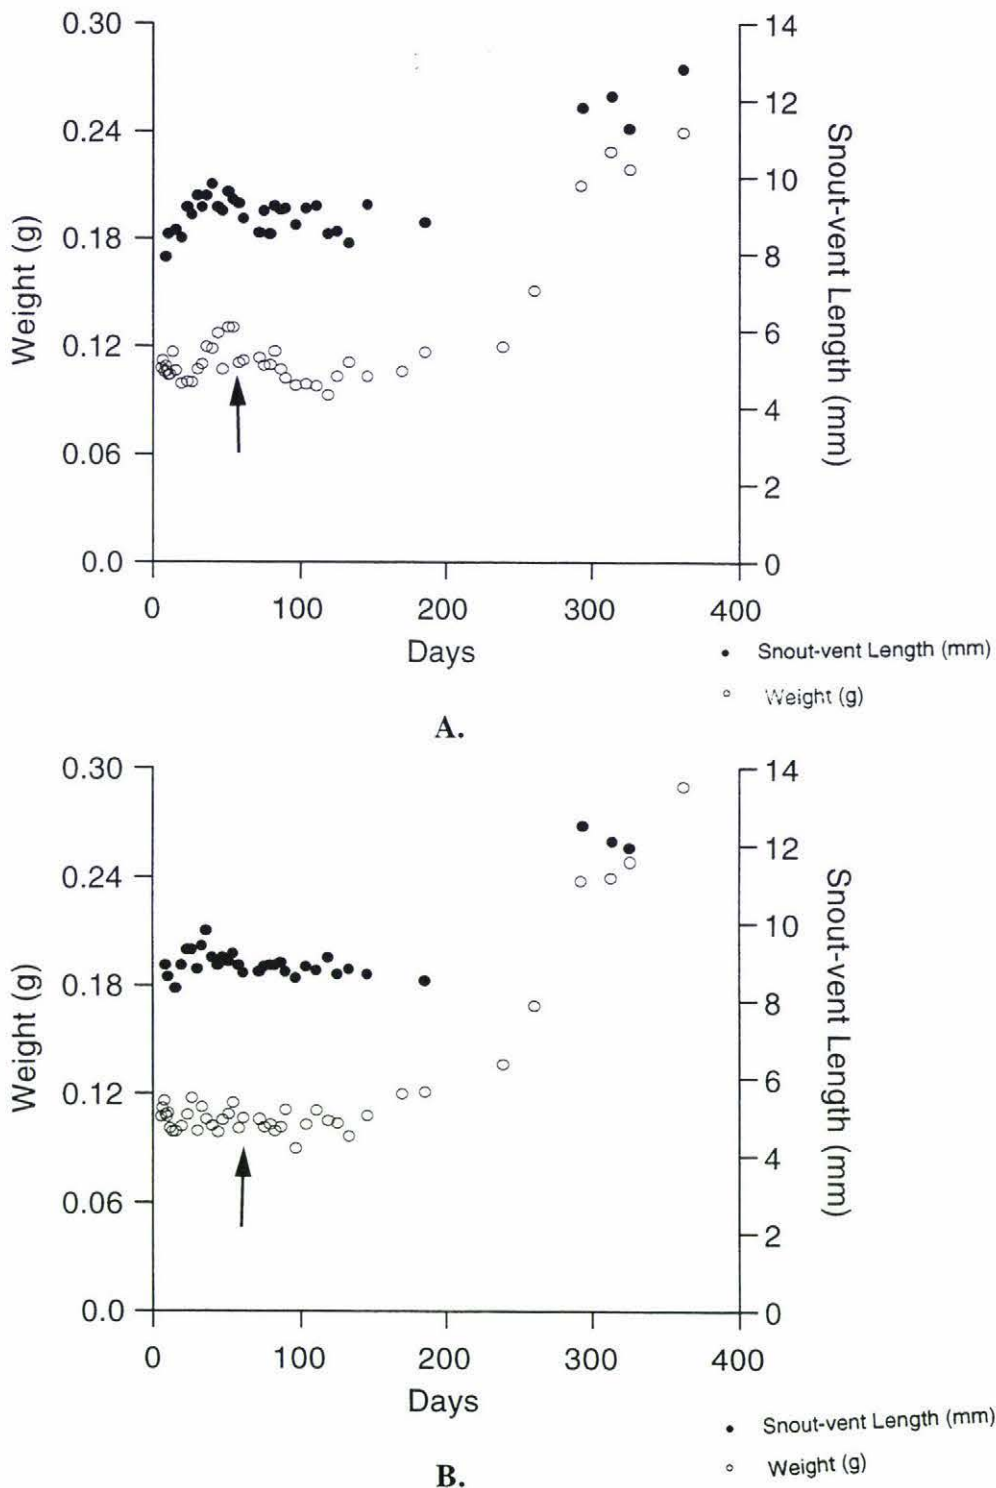 0.30
0.24
0.18
0.12
0.06
0.0
Weight (g)
14
12
10
8
6
4
2
0
Snout-vent Length (mm)
0 100 200 300 400
Days
Snout-vent Length (mm)
Weight (g)
A.
0.30
0.24
0.18
0.12
0.06
0.0
Weight (g)
14
12
10
8
6
4
2
0
Snout-vent Length (mm)
0 100 200 300 400
Days
Snout-vent Length (mm)
Weight (g)
B.